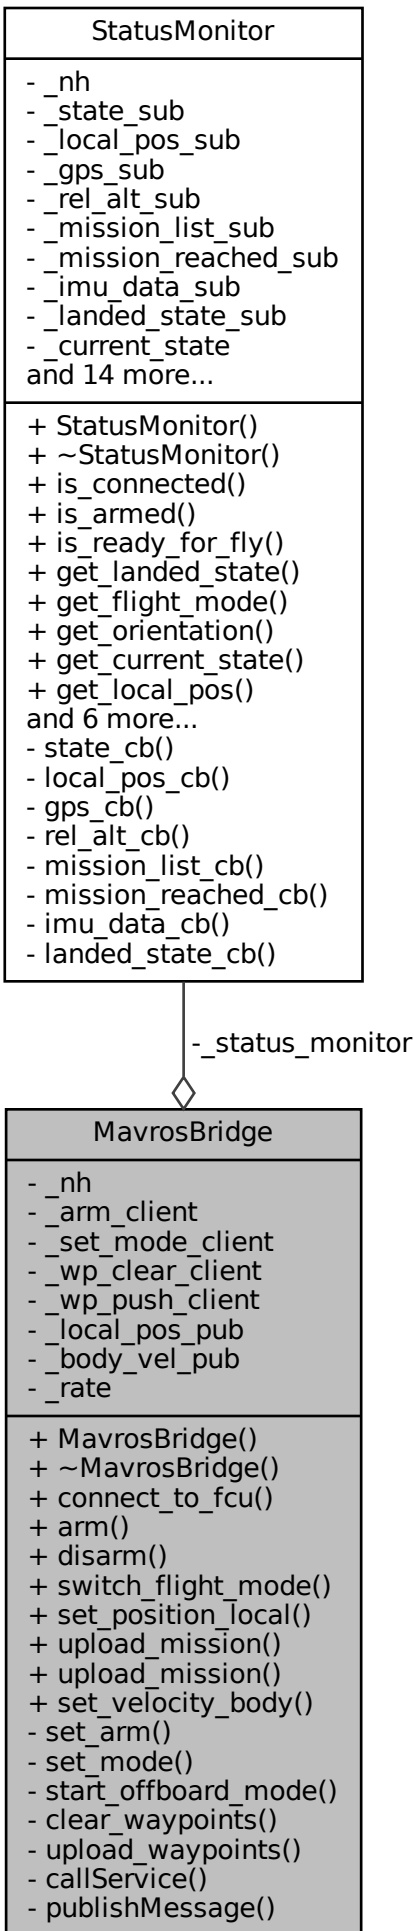 StatusMonitor
- _nh
- _state_sub
- _local_pos_sub
- _gps_sub
- _rel_alt_sub
- _mission_list_sub
- _mission_reached_sub
- _imu_data_sub
- _landed_state_sub
- _current_state
and 14 more...
+ StatusMonitor()
+ ~StatusMonitor()
+ is_connected()
+ is_armed()
+ is_ready_for_fly()
+ get_landed_state()
+ get_flight_mode()
+ get_orientation()
+ get_current_state()
+ get_local_pos()
and 6 more...
- state_cb()
- local_pos_cb()
- gps_cb()
- rel_alt_cb()
- mission_list_cb()
- mission_reached_cb()
- imu_data_cb()
- landed_state_cb()
-_status_monitor
MavrosBridge
- _nh
- _arm_client
- _set_mode_client
- _wp_clear_client
- _wp_push_client
- _local_pos_pub
- _body_vel_pub
- _rate
+ MavrosBridge()
+ ~MavrosBridge()
+ connect_to_fcu()
+ arm()
+ disarm()
+ switch_flight_mode()
+ set_position_local()
+ upload_mission()
+ upload_mission()
+ set_velocity_body()
- set_arm()
- set_mode()
- start_offboard_mode()
- clear_waypoints()
- upload_waypoints()
- callService()
- publishMessage()